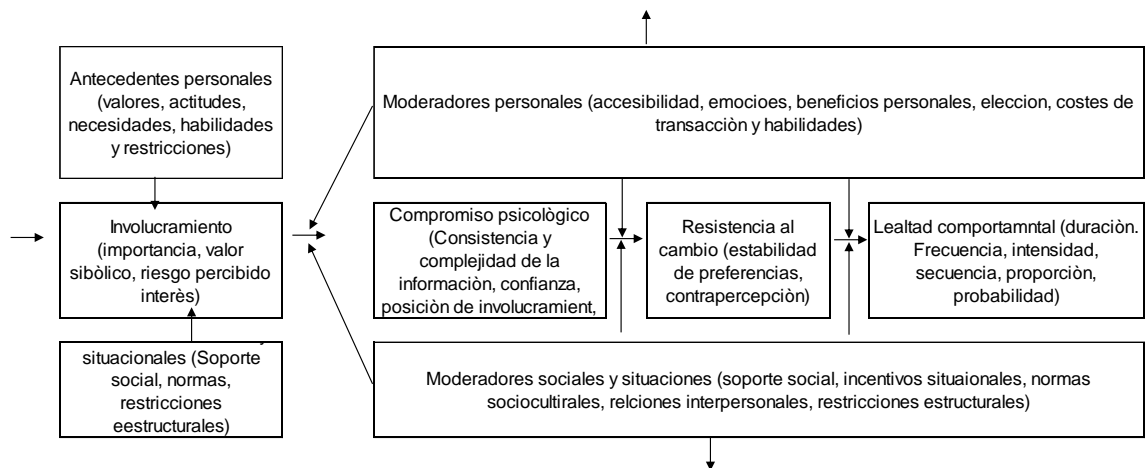 Antecedentes personales
(valores, actitudes,
necesidades, habilidades
y restricciones)
Moderadores personales (accesibilidad, emocioes, beneficios personales, eleccion, costes de
transacciòn y habilidades)
Involucramiento
(importancia, valor
sibòlico, riesgo percibido
interès)
Compromiso psicològico
(Consistencia y
complejidad de la
informaciòn, confianza,
posiciòn de involucramient,
Resistencia al
cambio (estabilidad
de preferencias,
contrapercepciòn)
Lealtad comportamntal (duraciòn.
Frecuencia, intensidad,
secuencia, proporciòn,
probabilidad)
situacionales (Soporte
social, normas,
restricciones
eestructurales)
Moderadores sociales y situaciones (soporte social, incentivos situaionales, normas
sociocultirales, relciones interpersonales, restricciones estructurales)